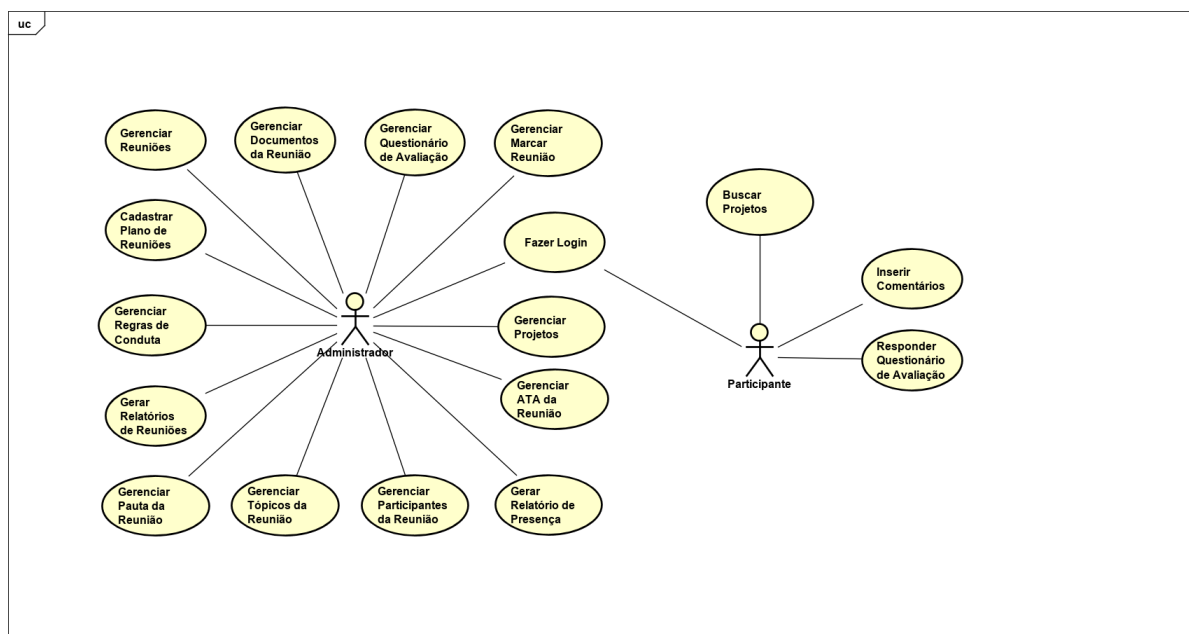 uc
Gerenciar
Reuniões
Gerenciar
Documentos
da Reunião
Gerenciar
Questionário
de Avaliação
Gerenciar
Marcar
Reunião
Cadastrar
Plano de
Reuniões
Fazer Login
Buscar
Projetos
Inserir
Comentários
Gerenciar
Regras de
Conduta
Administrador
Gerenciar
Projetos
Participante
Responder
Questionário
de Avaliação
Gerar
Relatórios
de Reuniões
Gerenciar
ATA da
Reunião
Gerenciar
Pauta da
Reunião
Gerenciar
Tópicos da
Reunião
Gerenciar
Participantes
da Reunião
Gerar
Relatório de
Presença